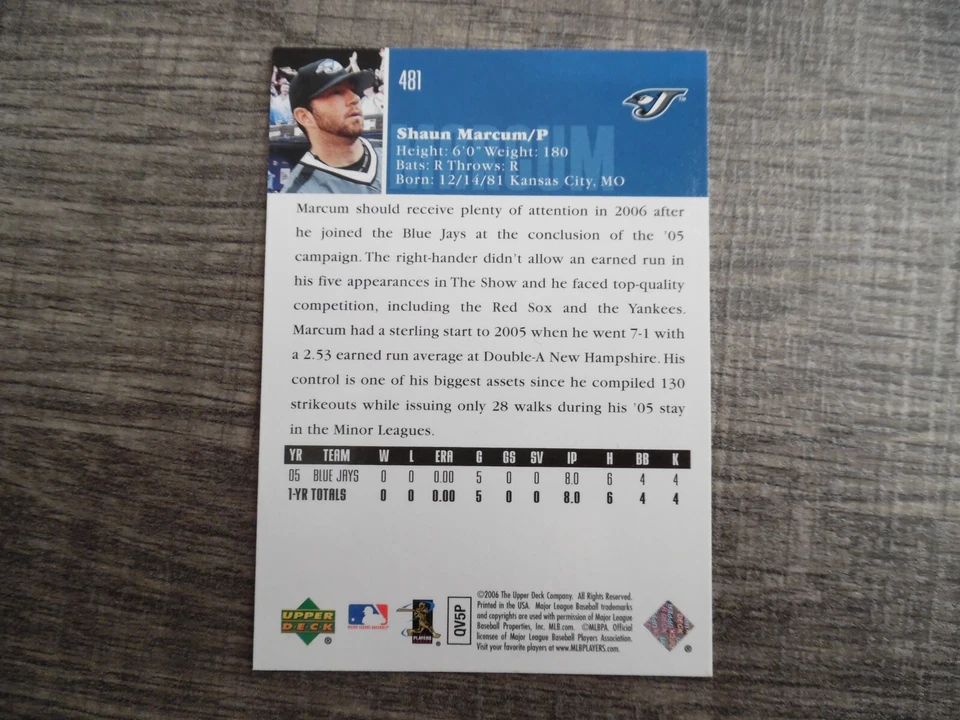 481
Shaun Marcum/P
Height: 6'0" Weight: 180
Bats: R Throws: R
Born: 12/14/81 Kansas City, MO
Marcum should receive plenty of attention in 2006 after
he joined the Blue Jays at the conclusion of the '05
campaign. The right-hander didn't allow an earned run in
his five appearances in The Show and he faced top-quality
competition, including the Red Sox and the Yankees.
Marcum had a sterling start to 2005 when he went 7-1 with
a 2.53 earned run average at Double-A New Hampshire. His
control is one of his biggest assets since he compiled 130
strikeouts while issuing only 28 walks during his '05 stay
in the Minor Leagues.
YR TEAM W L ERA G GS SV IP H BB K
05 BLUE JAYS 0 0 0.00 5 0 0 8.0 6 4 4
1-YR TOTALS 0 0 0.00 5 0 0 8.0 6 4 4
UPPER DECK ®
PLAYERS ®
QV5P
©2006 The Upper Deck Company. All Rights Reserved.
Printed in the USA. Major League Baseball trademarks
and copyrights are used with permission of Major League
Baseball Properties, Inc. MLB.com ©MLBPA. Official
licensee of Major League Baseball Players Association.
Visit your favorite players at www.MLBPLAYERS.com.